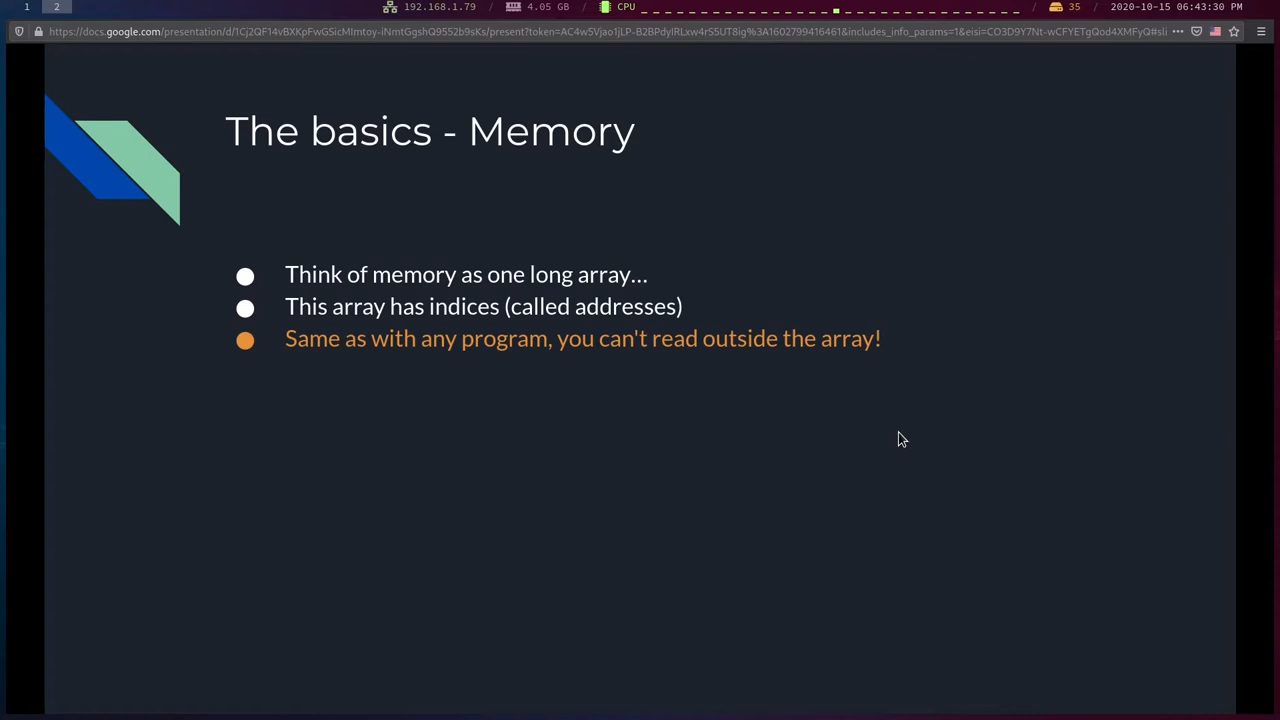 1 2 192.168.1.79 / 4.05 GB / CPU / 35 / 2020-10-15 06:43:30 PM
The basics - Memory
Think of memory as one long array...
This array has indices (called addresses)
Same as with any program, you can't read outside the array!